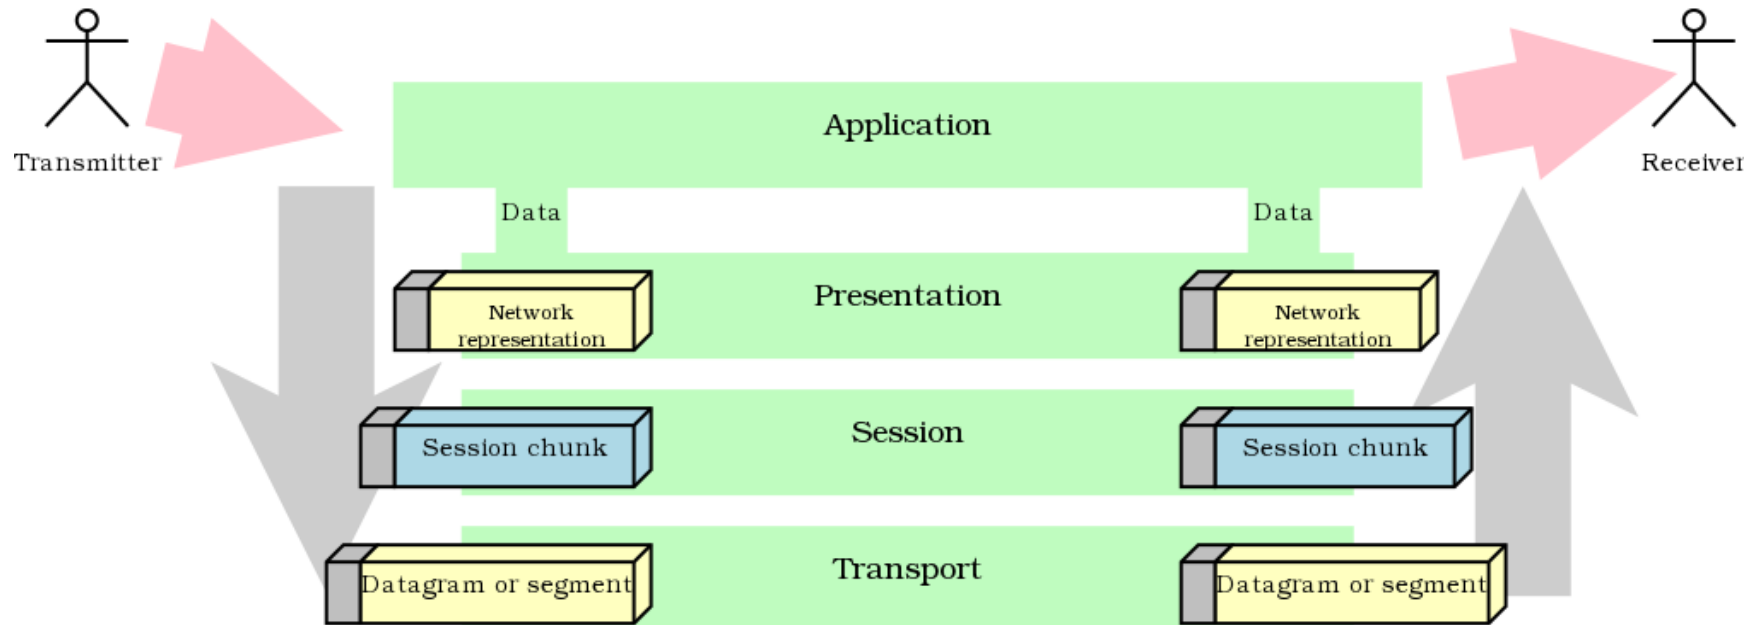 Transmitter
Receiver
Application
Data
Data
Presentation
Network
representation
Network
representation
Session
Session chunk
Session chunk
Transport
Datagram or segment
Datagram or segment